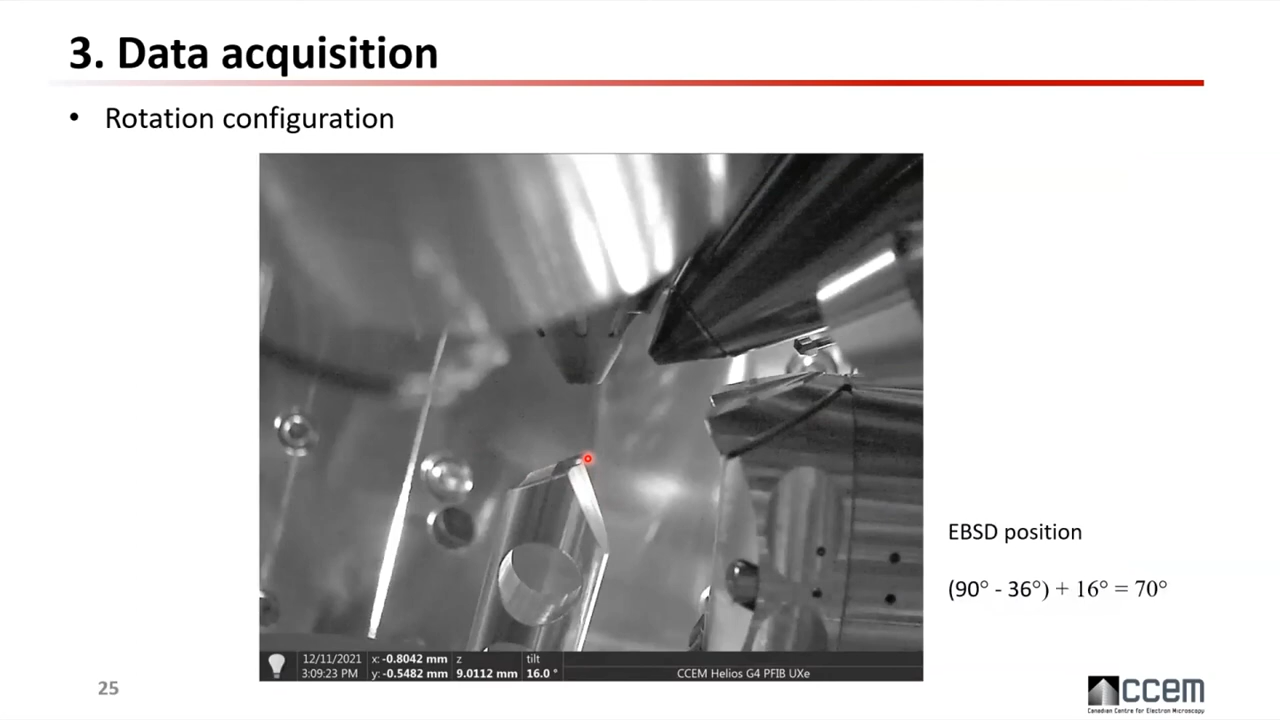 3. Data acquisition
• Rotation configuration
EBSD position
(90° - 36°) + 16° = 70°
12/11/2021 x: -0.8042 mm z tilt
3:09:23 PM y: -0.5482 mm 9.0112 mm 16.0 ° CCEM Helios G4 PFIB UXe
25
ccem
Canadian Centre for Electron Microscopy